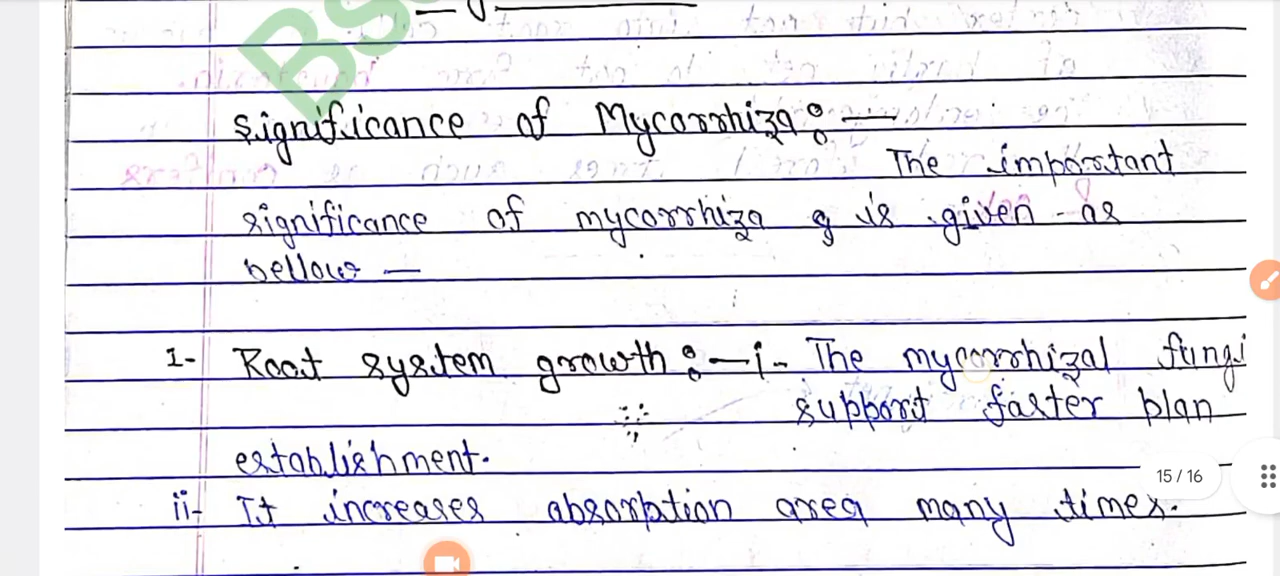 Bs
Significance of Mycorrhiza :—
The important
significance of mycorrhiza g is given as
bellow —
1- Root system growth :— i- The mycorrhizal fungi
support faster plan
establishment.
15 / 16
ii- It increases absorption area many times.